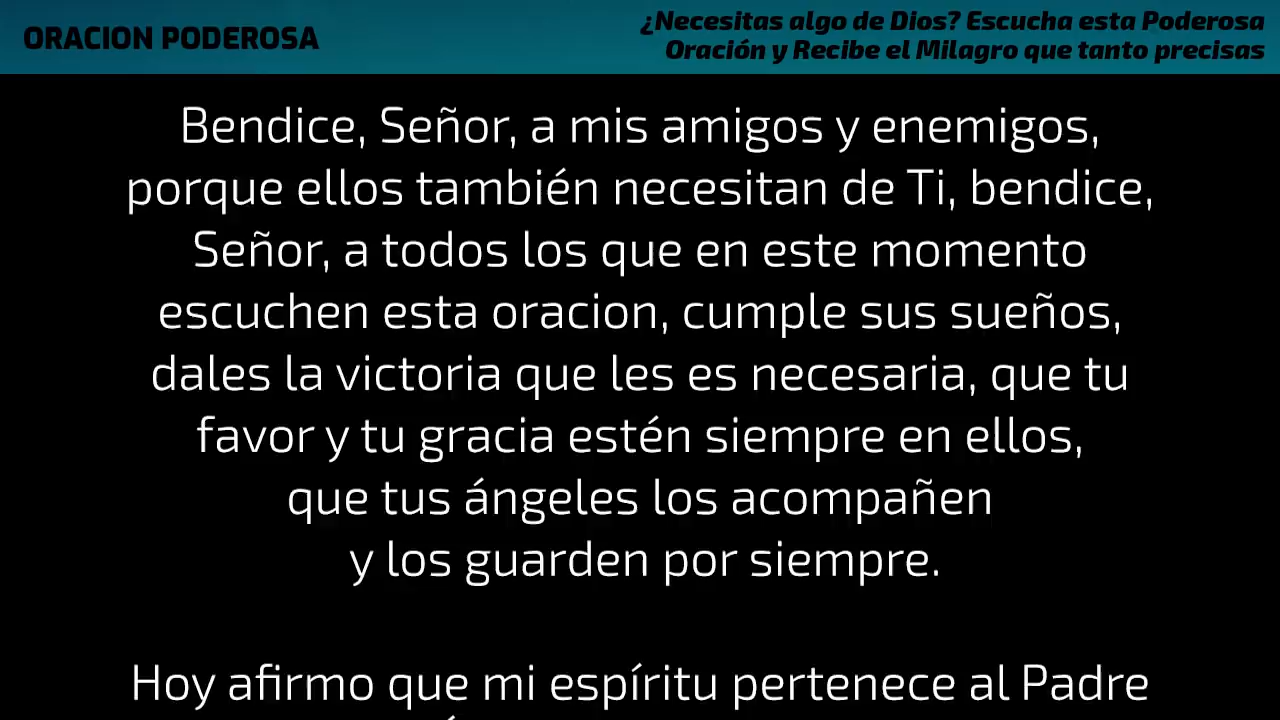 ORACION PODEROSA
¿Necesitas algo de Dios? Escucha esta Poderosa
Oración y Recibe el Milagro que tanto precisas
Bendice, Señor, a mis amigos y enemigos,
porque ellos también necesitan de Ti, bendice,
Señor, a todos los que en este momento
escuchen esta oracion, cumple sus sueños,
dales la victoria que les es necesaria, que tu
favor y tu gracia estén siempre en ellos,
que tus ángeles los acompañen
y los guarden por siempre.
Hoy afirmo que mi espíritu pertenece al Padre